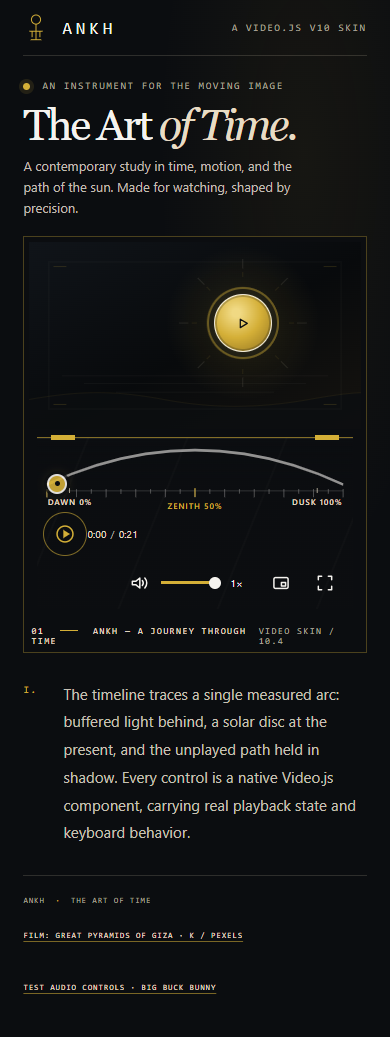 ANKH
A VIDEO.JS V10 SKIN
AN INSTRUMENT FOR THE MOVING IMAGE
The Art of Time.
A contemporary study in time, motion, and the
path of the sun. Made for watching, shaped by
precision.
DAWN 0%
ZENITH 50%
DUSK 100%
0:00 / 0:21
1×
01 ANKH — A JOURNEY THROUGH
TIME
VIDEO SKIN /
10.4
I.
The timeline traces a single measured arc:
buffered light behind, a solar disc at the
present, and the unplayed path held in
shadow. Every control is a native Video.js
component, carrying real playback state and
keyboard behavior.
ANKH · THE ART OF TIME
FILM: GREAT PYRAMIDS OF GIZA · K / PEXELS
TEST AUDIO CONTROLS · BIG BUCK BUNNY